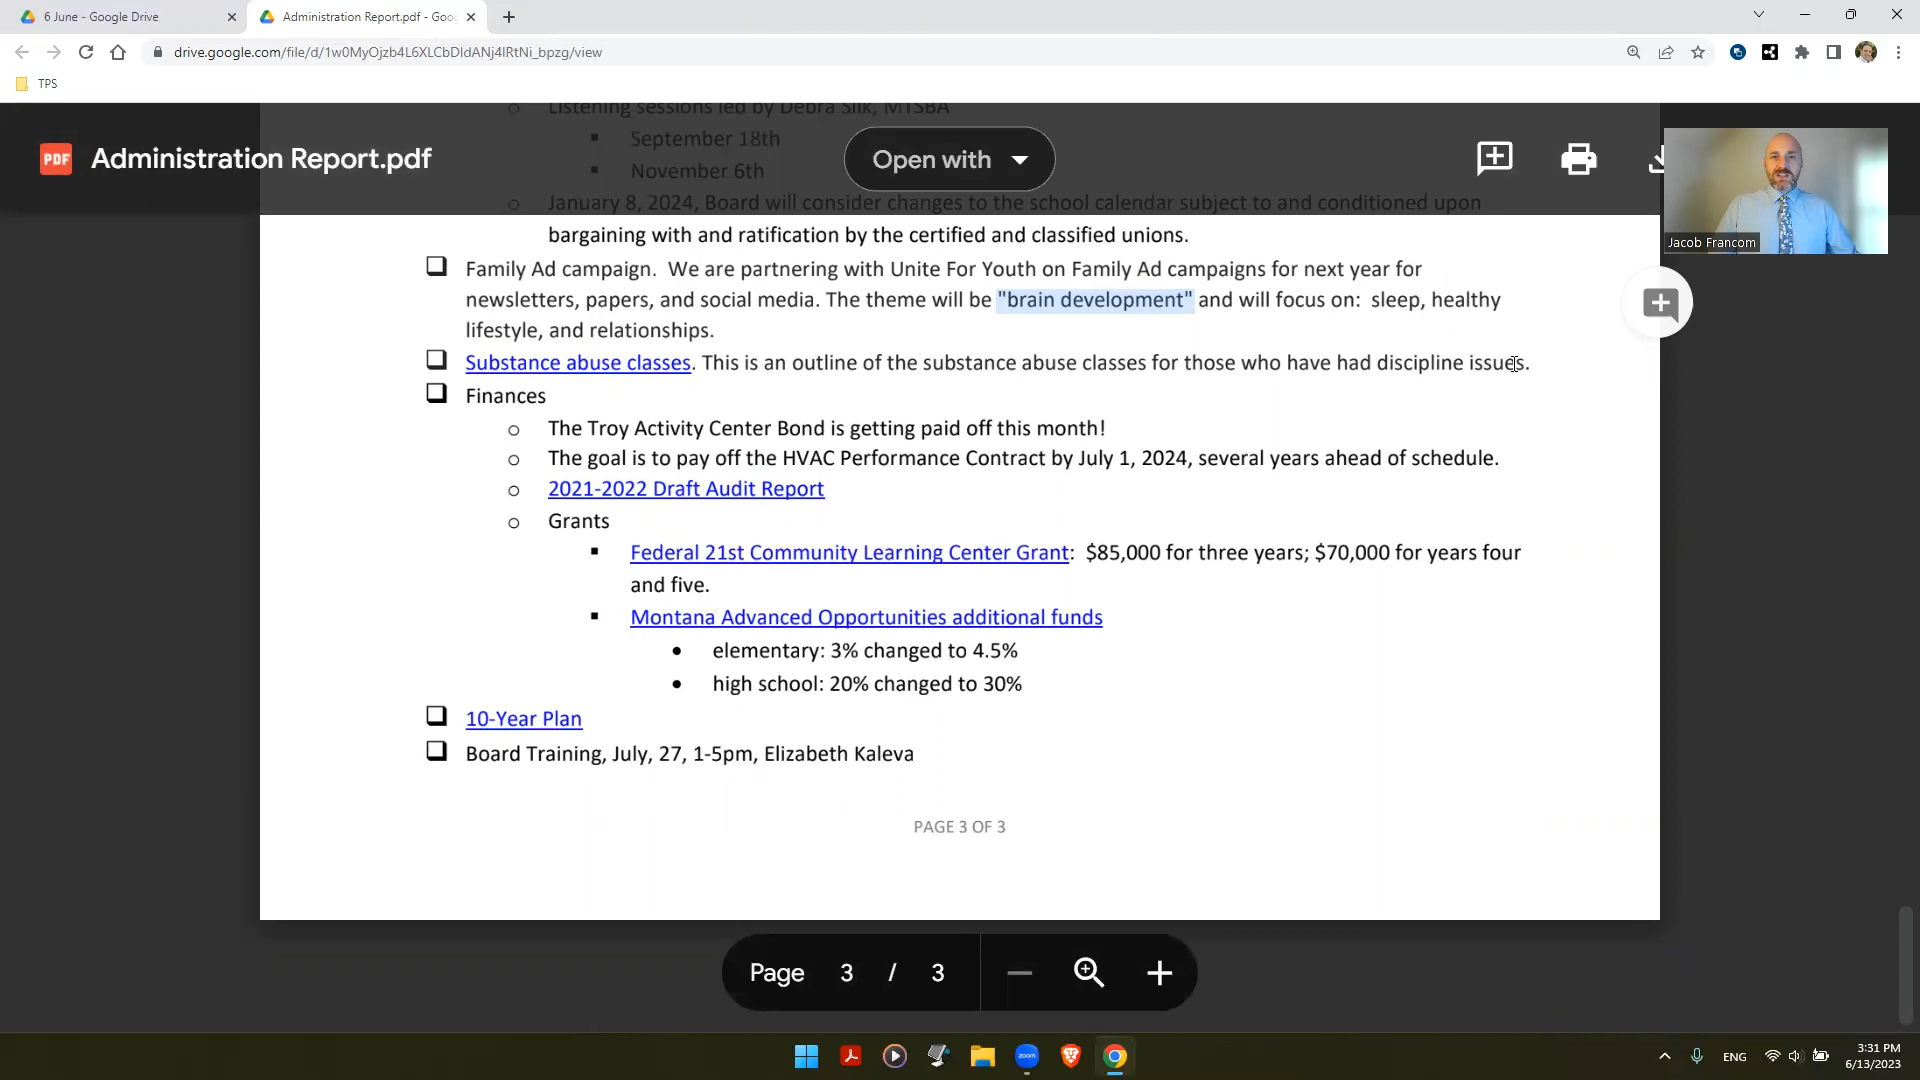 6 June - Google Drive
Administration Report.pdf - Goo
drive.google.com/file/d/1w0MyOjzb4L6XLCbDIdANj4lRtNi_bpzg/view
TPS
Listening sessions led by Debra Silk, MTSBA
September 18th
PDF Administration Report.pdf
Open with
November 6th
January 8, 2024, Board will consider changes to the school calendar subject to and conditioned upon
bargaining with and ratification by the certified and classified unions.
Jacob Francom
Family Ad campaign. We are partnering with Unite For Youth on Family Ad campaigns for next year for
newsletters, papers, and social media. The theme will be "brain development" and will focus on: sleep, healthy
lifestyle, and relationships.
Substance abuse classes. This is an outline of the substance abuse classes for those who have had discipline issues.
Finances
The Troy Activity Center Bond is getting paid off this month!
The goal is to pay off the HVAC Performance Contract by July 1, 2024, several years ahead of schedule.
2021-2022 Draft Audit Report
Grants
Federal 21st Community Learning Center Grant: $85,000 for three years; $70,000 for years four
and five.
Montana Advanced Opportunities additional funds
elementary: 3% changed to 4.5%
high school: 20% changed to 30%
10-Year Plan
Board Training, July, 27, 1-5pm, Elizabeth Kaleva
PAGE 3 OF 3
Page 3 / 3
zoom
ENG
3:31 PM
6/13/2023